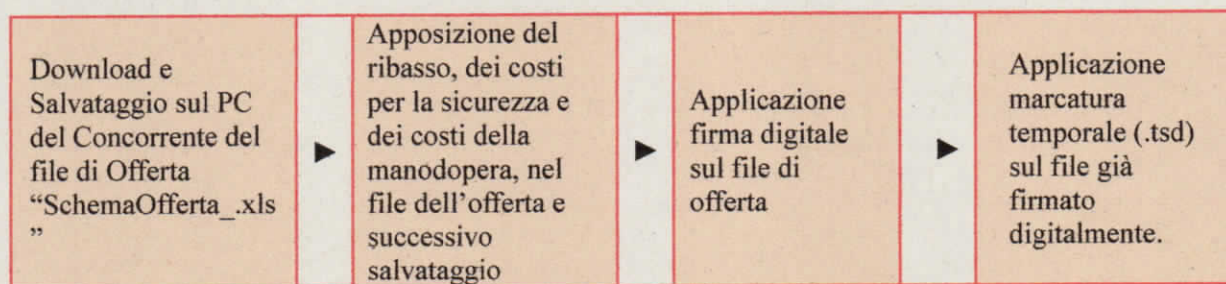 Download e
Salvataggio sul PC
del Concorrente del
file di Offerta
“SchemaOfferta_.xls
”
Apposizione del
ribasso, dei costi
per la sicurezza e
dei costi della
manodopera, nel
file dell’offerta e
successivo
salvataggio
Applicazione
firma digitale
sul file di
offerta
Applicazione
marcatura
temporale (.tsd)
sul file già
firmato
digitalmente.